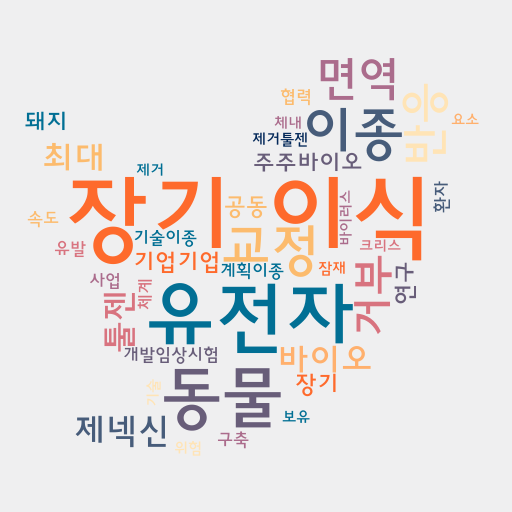 면역
협력
반응
돼지
체내
이종
요소
제거툴젠
최대
주주바이오
제거
장기 이식
환자
바이러스
공동
속도
기술이종
교정
유발
크리스
기업기업
계획이종
잠재
거부
연구
사업
체계
툴젠
유전자
개발임상시험
바이오
동물
장기
기술
보유
제넥신
구축
위험